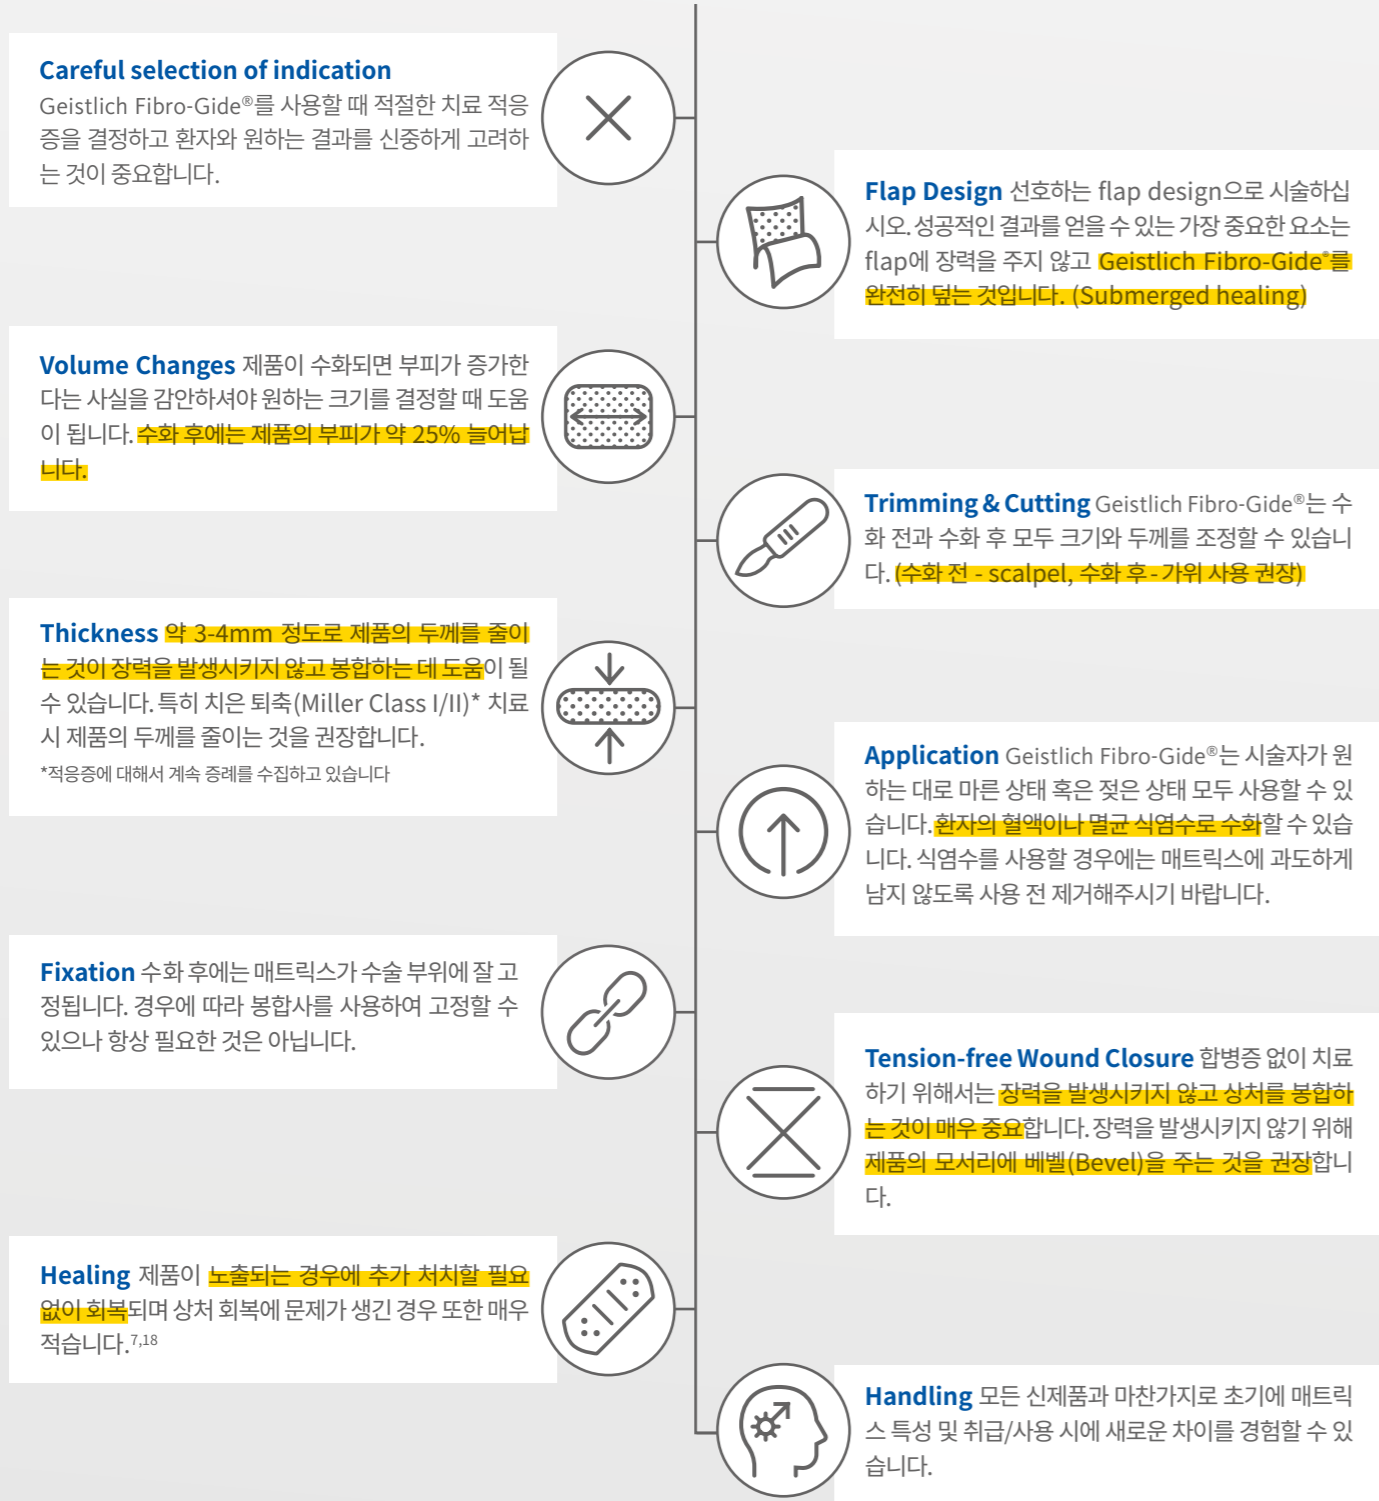 Careful selection of indication
Geistlich Fibro-Gide®를 사용할 때 적절한 치료 적응
증을 결정하고 환자와 원하는 결과를 신중하게 고려하
는 것이 중요합니다.
Flap Design 선호하는 flap design으로 시술하십
시오. 성공적인 결과를 얻을 수 있는 가장 중요한 요소는
flap에 장력을 주지 않고 Geistlich Fibro-Gide®를
완전히 덮는 것입니다. (Submerged healing)
Volume Changes 제품이 수화되면 부피가 증가한
다는 사실을 감안하셔야 원하는 크기를 결정할 때 도움
이 됩니다. 수화 후에는 제품의 부피가 약 25% 늘어납
니다.
Trimming & Cutting Geistlich Fibro-Gide®는 수
화 전과 수화 후 모두 크기와 두께를 조정할 수 있습니
다. (수화 전 - scalpel, 수화 후 - 가위 사용 권장)
Thickness 약 3-4mm 정도로 제품의 두께를 줄이
는 것이 장력을 발생시키지 않고 봉합하는 데 도움이 될
수 있습니다. 특히 치은 퇴축(Miller Class I/II)* 치료
시 제품의 두께를 줄이는 것을 권장합니다.
*적응증에 대해서 계속 증례를 수집하고 있습니다
Application Geistlich Fibro-Gide®는 시술자가 원
하는 대로 마른 상태 혹은 젖은 상태 모두 사용할 수 있
습니다. 환자의 혈액이나 멸균 식염수로 수화할 수 있습
니다. 식염수를 사용할 경우에는 매트릭스에 과도하게
남지 않도록 사용 전 제거해주시기 바랍니다.
Fixation 수화 후에는 매트릭스가 수술 부위에 잘 고
정됩니다. 경우에 따라 봉합사를 사용하여 고정할 수
있으나 항상 필요한 것은 아닙니다.
Tension-free Wound Closure 합병증 없이 치료
하기 위해서는 장력을 발생시키지 않고 상처를 봉합하
는 것이 매우 중요합니다. 장력을 발생시키지 않기 위해
제품의 모서리에 베벨(Bevel)을 주는 것을 권장합니
다.
Healing 제품이 노출되는 경우에 추가 처치할 필요
없이 회복되며 상처 회복에 문제가 생긴 경우 또한 매우
적습니다.7,18
Handling 모든 신제품과 마찬가지로 초기에 매트릭
스 특성 및 취급/사용 시에 새로운 차이를 경험할 수 있
습니다.